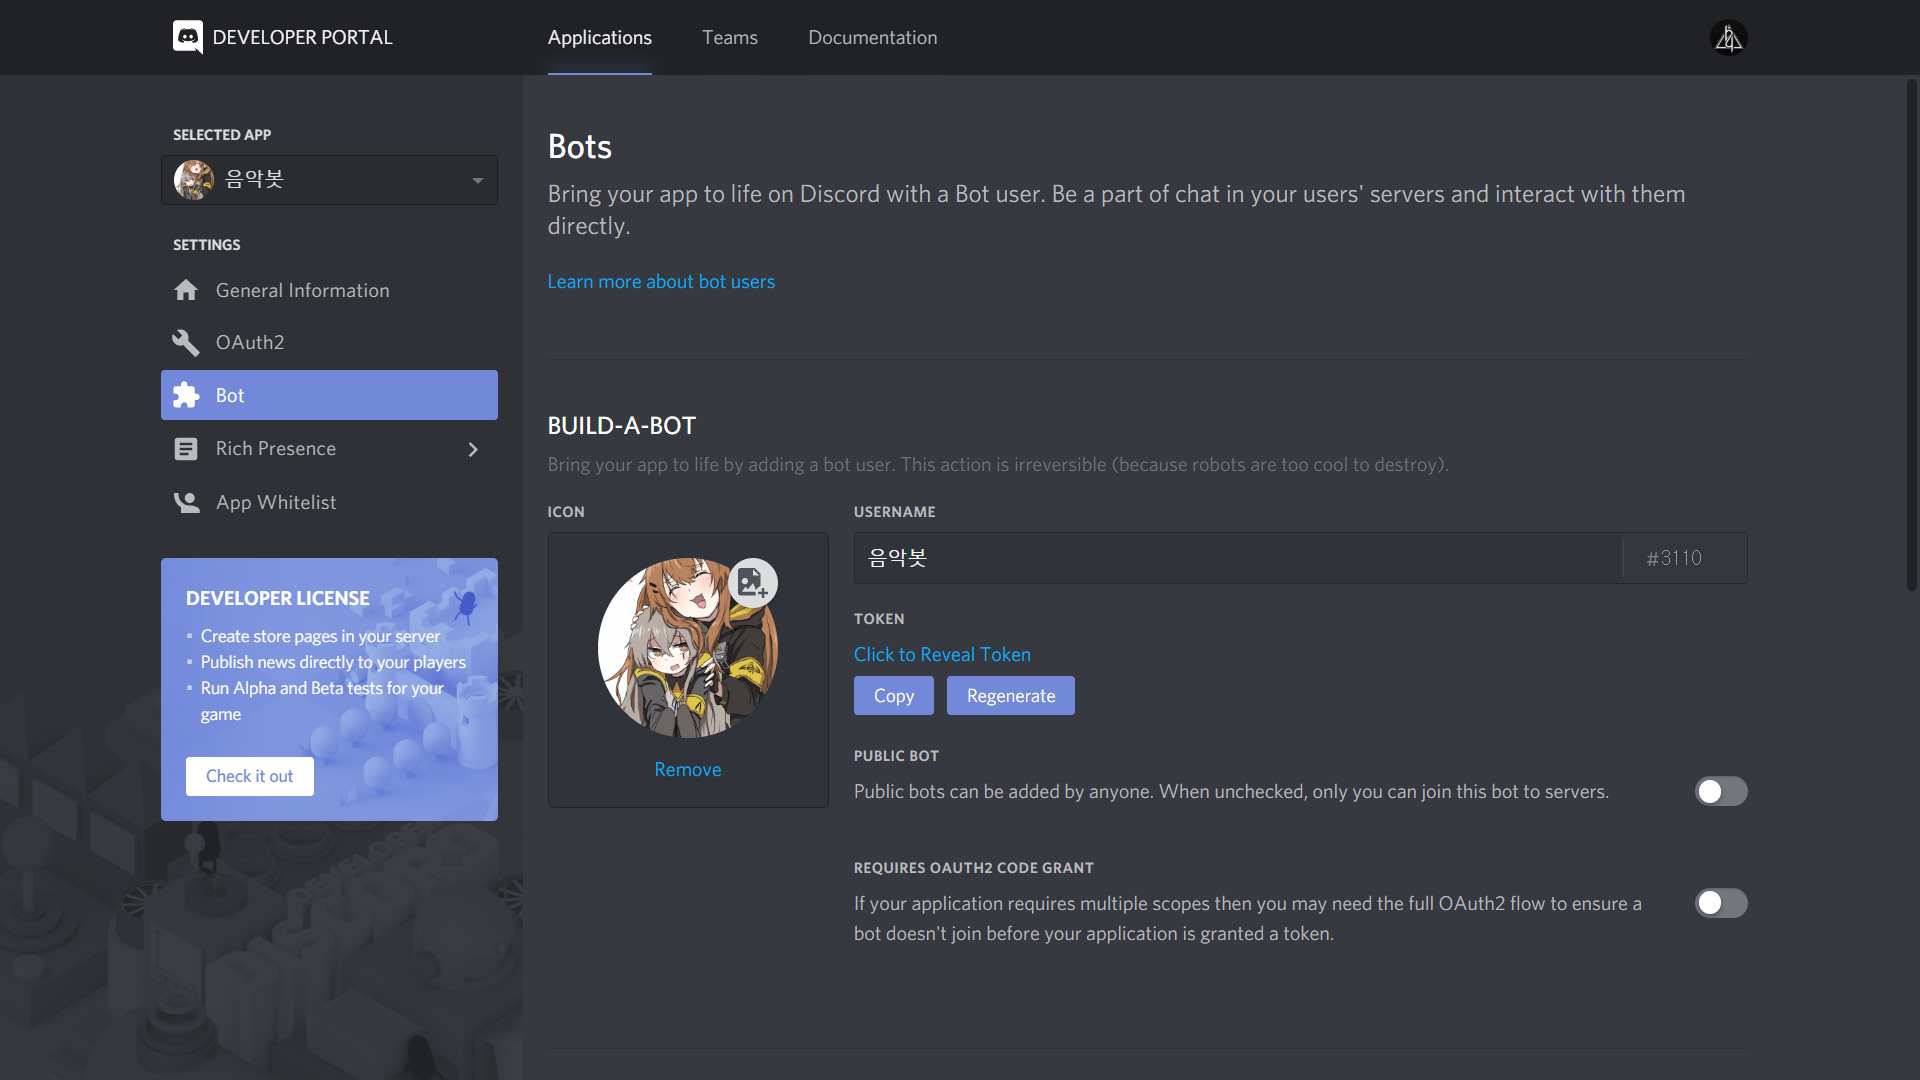 DEVELOPER PORTAL
Applications
Teams
Documentation
SELECTED APP
음악봇
SETTINGS
General Information
OAuth2
Bot
Rich Presence
App Whitelist
DEVELOPER LICENSE
Create store pages in your server
Publish news directly to your players
Run Alpha and Beta tests for your
game
Check it out
Bots
Bring your app to life on Discord with a Bot user. Be a part of chat in your users' servers and interact with them
directly.
Learn more about bot users
BUILD-A-BOT
Bring your app to life by adding a bot user. This action is irreversible (because robots are too cool to destroy).
ICON
Remove
USERNAME
음악봇
#3110
TOKEN
Click to Reveal Token
Copy
Regenerate
PUBLIC BOT
Public bots can be added by anyone. When unchecked, only you can join this bot to servers.
REQUIRES OAUTH2 CODE GRANT
If your application requires multiple scopes then you may need the full OAuth2 flow to ensure a
bot doesn't join before your application is granted a token.